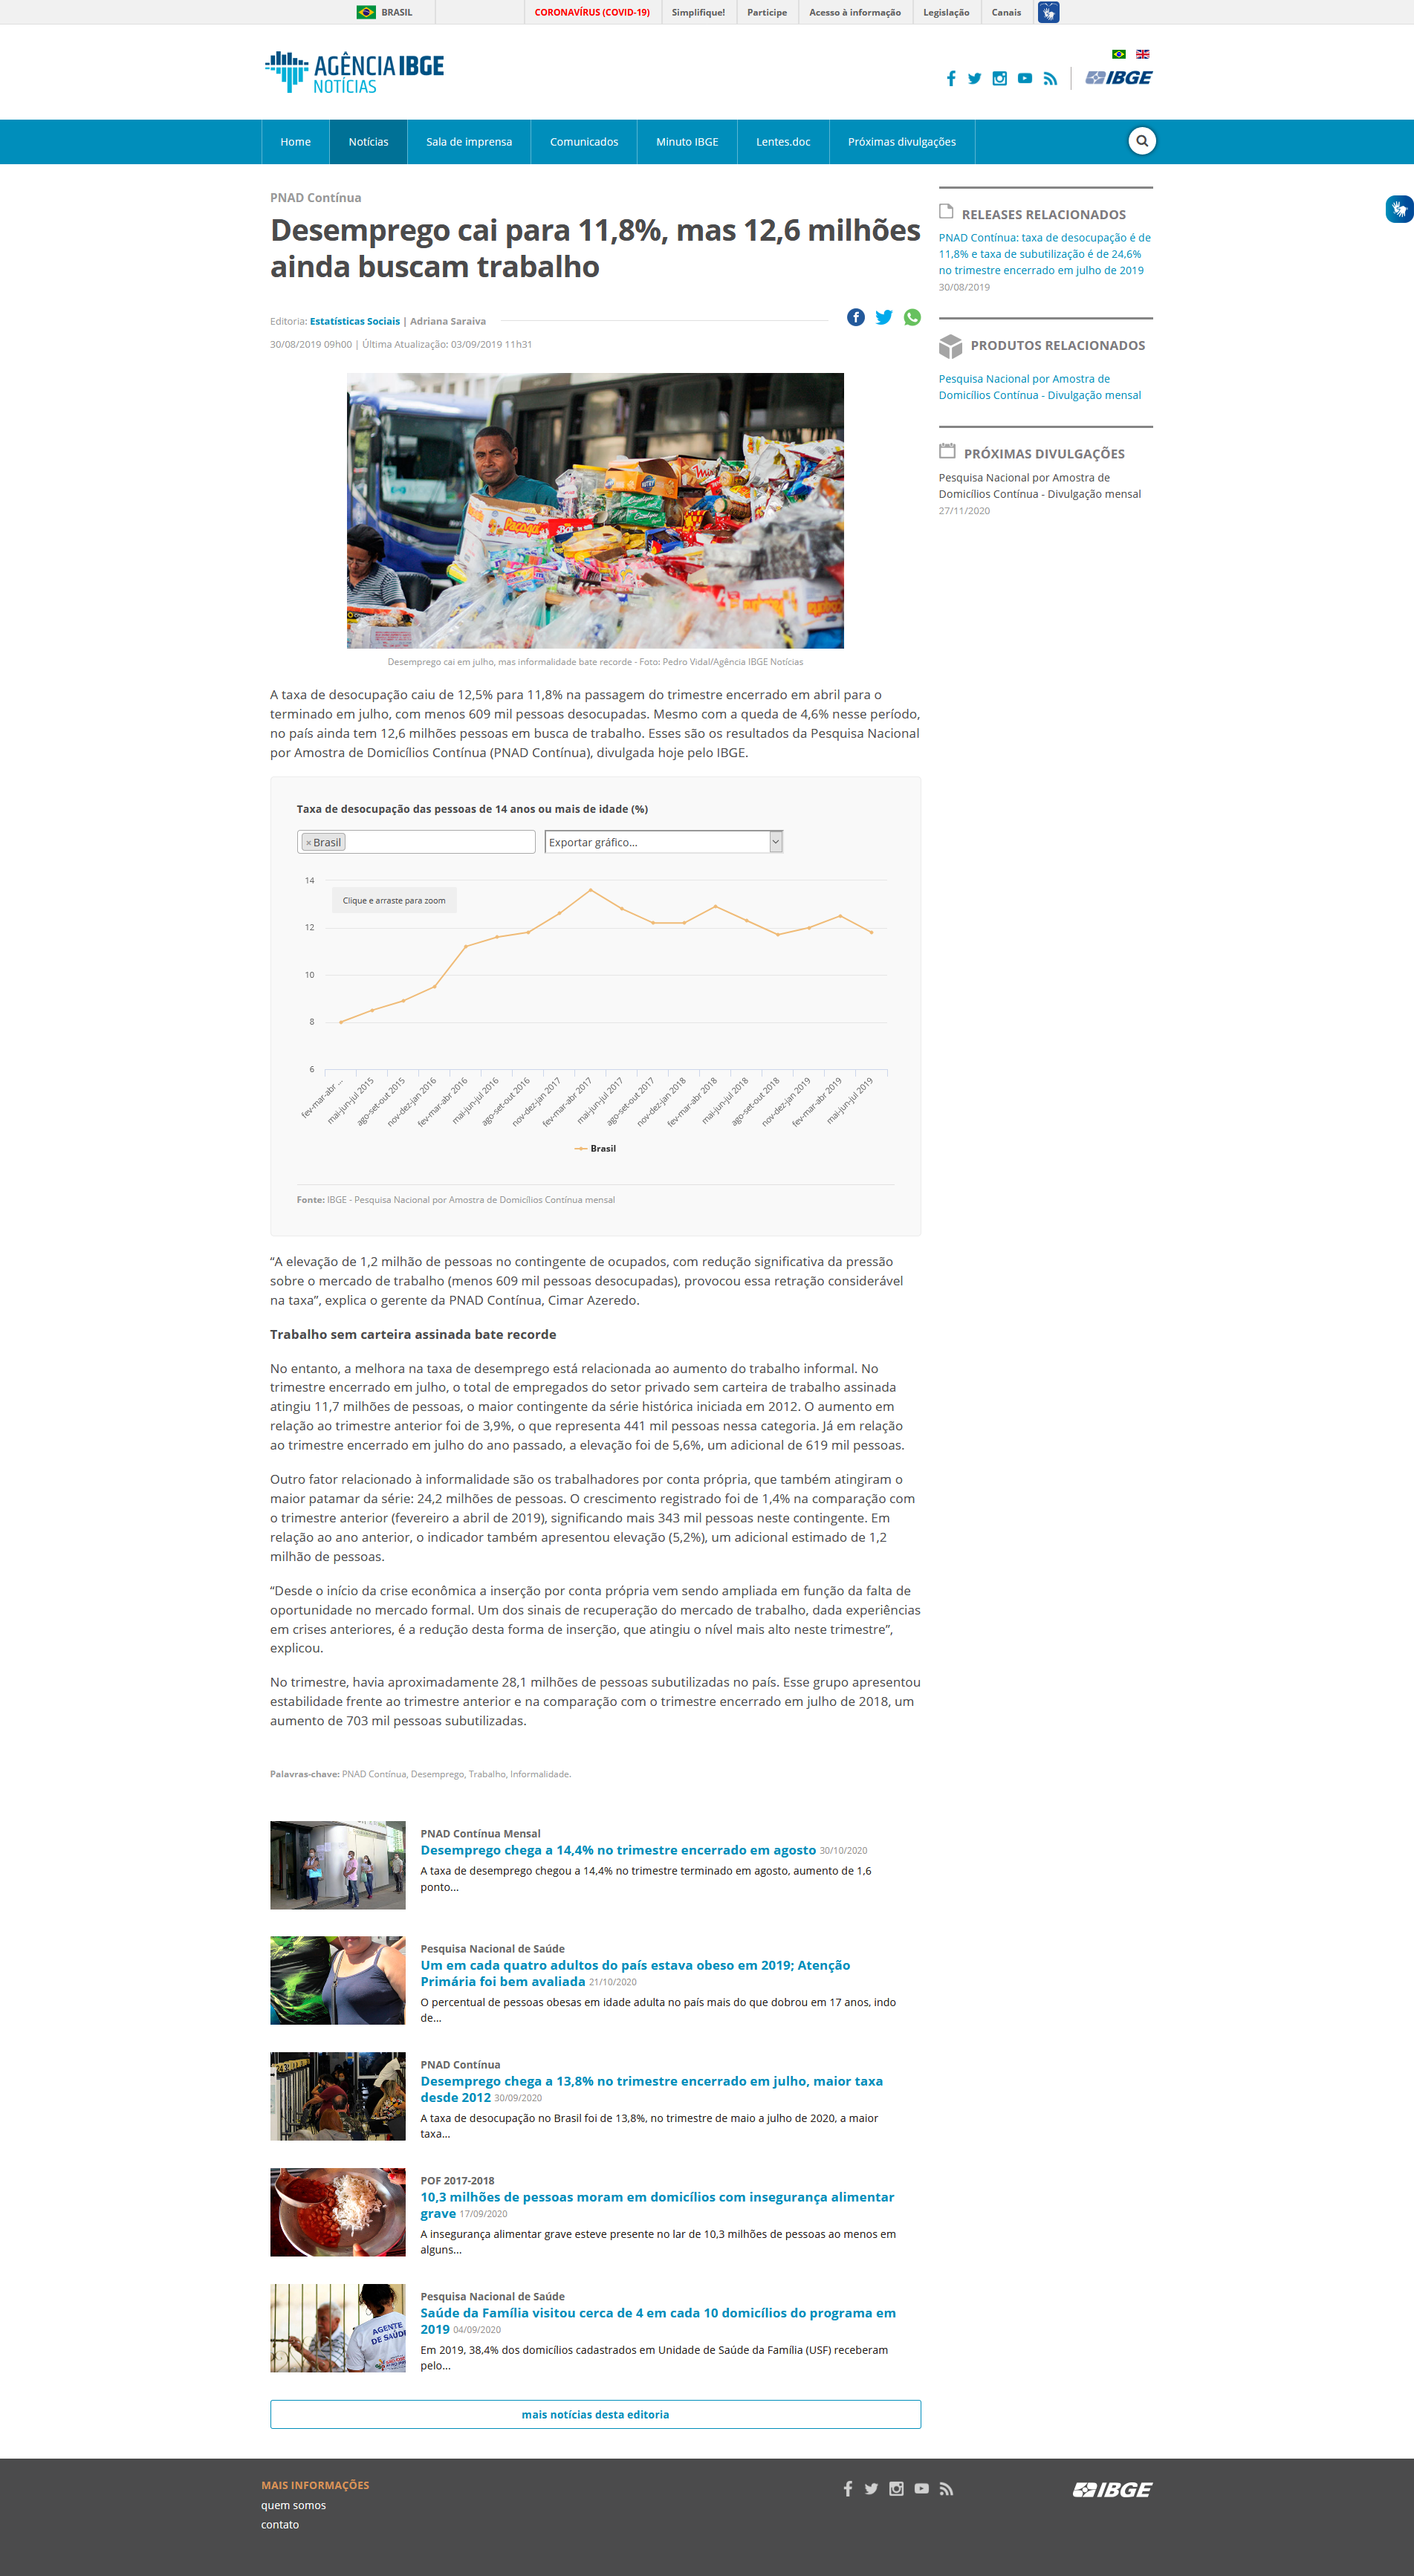 BRASIL
CORONAVÍRUS (COVID-19)
Simplifique!
Participe
Acesso à informação
Legislação
Canais
AGÊNCIA IBGE
NOTÍCIAS
IBGE
Home
Notícias
Sala de imprensa
Comunicados
Minuto IBGE
Lentes.doc
Próximas divulgações
PNAD Contínua
Desemprego cai para 11,8%, mas 12,6 milhões
ainda buscam trabalho
Editoria: Estatísticas Sociais | Adriana Saraiva
30/08/2019 09h00 | Última Atualização: 03/09/2019 11h31
Desemprego cai em julho, mas informalidade bate recorde - Foto: Pedro Vidal/Agência IBGE Notícias
A taxa de desocupação caiu de 12,5% para 11,8% na passagem do trimestre encerrado em abril para o
terminado em julho, com menos 609 mil pessoas desocupadas. Mesmo com a queda de 4,6% nesse período,
no país ainda tem 12,6 milhões pessoas em busca de trabalho. Esses são os resultados da Pesquisa Nacional
por Amostra de Domicílios Contínua (PNAD Contínua), divulgada hoje pelo IBGE.
Taxa de desocupação das pessoas de 14 anos ou mais de idade (%)
× Brasil
Exportar gráfico...
Clique e arraste para zoom
14
12
10
8
6
fev-mar-abr ...
mai-jun-jul 2015
ago-set-out 2015
nov-dez-jan 2016
fev-mar-abr 2016
mai-jun-jul 2016
ago-set-out 2016
nov-dez-jan 2017
fev-mar-abr 2017
mai-jun-jul 2017
ago-set-out 2017
nov-dez-jan 2018
fev-mar-abr 2018
mai-jun-jul 2018
ago-set-out 2018
nov-dez-jan 2019
fev-mar-abr 2019
mai-jun-jul 2019
Brasil
Fonte: IBGE - Pesquisa Nacional por Amostra de Domicílios Contínua mensal
“A elevação de 1,2 milhão de pessoas no contingente de ocupados, com redução significativa da pressão
sobre o mercado de trabalho (menos 609 mil pessoas desocupadas), provocou essa retração considerável
na taxa”, explica o gerente da PNAD Contínua, Cimar Azeredo.
Trabalho sem carteira assinada bate recorde
No entanto, a melhora na taxa de desemprego está relacionada ao aumento do trabalho informal. No
trimestre encerrado em julho, o total de empregados do setor privado sem carteira de trabalho assinada
atingiu 11,7 milhões de pessoas, o maior contingente da série histórica iniciada em 2012. O aumento em
relação ao trimestre anterior foi de 3,9%, o que representa 441 mil pessoas nessa categoria. Já em relação
ao trimestre encerrado em julho do ano passado, a elevação foi de 5,6%, um adicional de 619 mil pessoas.
Outro fator relacionado à informalidade são os trabalhadores por conta própria, que também atingiram o
maior patamar da série: 24,2 milhões de pessoas. O crescimento registrado foi de 1,4% na comparação com
o trimestre anterior (fevereiro a abril de 2019), significando mais 343 mil pessoas neste contingente. Em
relação ao ano anterior, o indicador também apresentou elevação (5,2%), um adicional estimado de 1,2
milhão de pessoas.
“Desde o início da crise econômica a inserção por conta própria vem sendo ampliada em função da falta de
oportunidade no mercado formal. Um dos sinais de recuperação do mercado de trabalho, dada experiências
em crises anteriores, é a redução desta forma de inserção, que atingiu o nível mais alto neste trimestre”,
explicou.
No trimestre, havia aproximadamente 28,1 milhões de pessoas subutilizadas no país. Esse grupo apresentou
estabilidade frente ao trimestre anterior e na comparação com o trimestre encerrado em julho de 2018, um
aumento de 703 mil pessoas subutilizadas.
Palavras-chave: PNAD Contínua, Desemprego, Trabalho, Informalidade.
PNAD Contínua Mensal
Desemprego chega a 14,4% no trimestre encerrado em agosto 30/10/2020
A taxa de desemprego chegou a 14,4% no trimestre terminado em agosto, aumento de 1,6
ponto...
Pesquisa Nacional de Saúde
Um em cada quatro adultos do país estava obeso em 2019; Atenção
Primária foi bem avaliada 21/10/2020
O percentual de pessoas obesas em idade adulta no país mais do que dobrou em 17 anos, indo
de...
PNAD Contínua
Desemprego chega a 13,8% no trimestre encerrado em julho, maior taxa
desde 2012 30/09/2020
A taxa de desocupação no Brasil foi de 13,8%, no trimestre de maio a julho de 2020, a maior
taxa...
POF 2017-2018
10,3 milhões de pessoas moram em domicílios com insegurança alimentar
grave 17/09/2020
A insegurança alimentar grave esteve presente no lar de 10,3 milhões de pessoas ao menos em
alguns...
AGENTE
DE SAÚDE
Pesquisa Nacional de Saúde
Saúde da Família visitou cerca de 4 em cada 10 domicílios do programa em
2019 04/09/2020
Em 2019, 38,4% dos domicílios cadastrados em Unidade de Saúde da Família (USF) receberam
pelo...
mais notícias desta editoria
RELEASES RELACIONADOS
PNAD Contínua: taxa de desocupação é de
11,8% e taxa de subutilização é de 24,6%
no trimestre encerrado em julho de 2019
30/08/2019
PRODUTOS RELACIONADOS
Pesquisa Nacional por Amostra de
Domicílios Contínua - Divulgação mensal
PRÓXIMAS DIVULGAÇÕES
Pesquisa Nacional por Amostra de
Domicílios Contínua - Divulgação mensal
27/11/2020
MAIS INFORMAÇÕES
quem somos
contato
IBGE